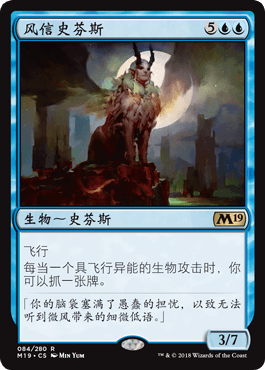 风信史芬斯 5
生物～史芬斯 M19
飞行
每当一个具飞行异能的生物攻击时，你
可以抓一张牌。
「你的脑袋塞满了愚蠢的担忧，以致无法
听到微风带来的细微低语。」
3/7
084/280 R
M19 • CS Min Yum
™ & © 2018 Wizards of the Coast